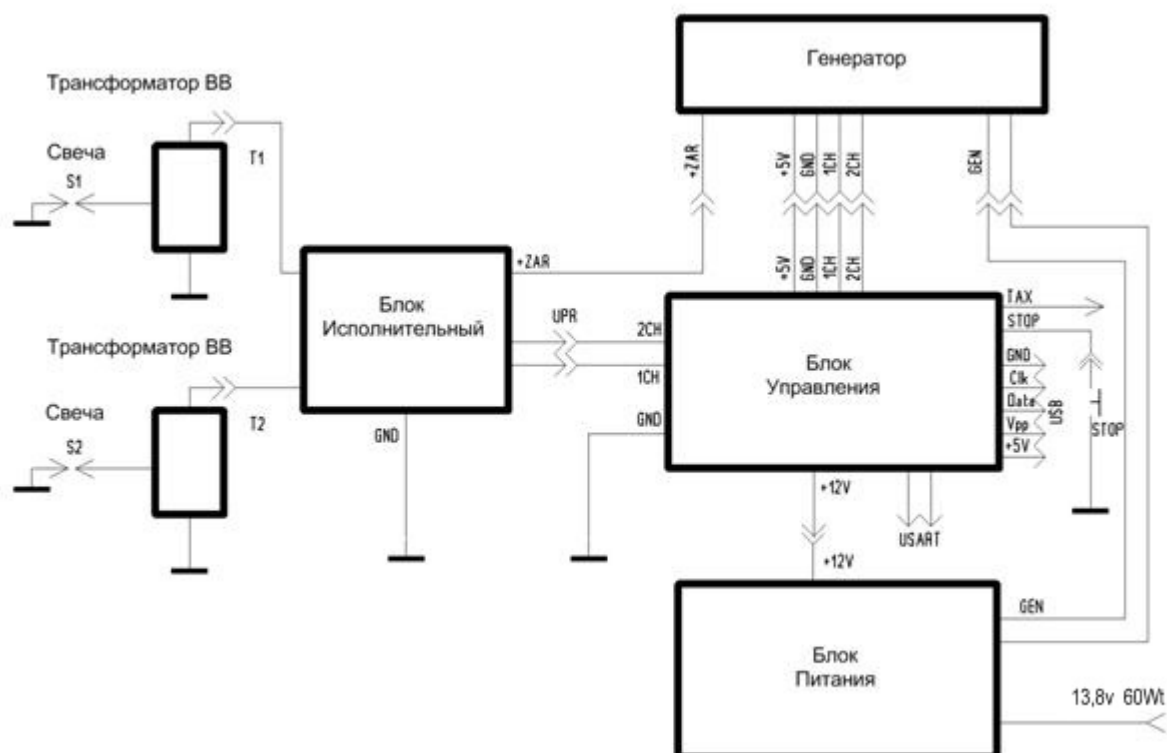 Генератор
Трансформатор ВВ
Свеча
S1
T1
+ZAR
+5V
GND
1CH
2CH
GEN
+ZAR
+5V
GND
1CH
2CH
Блок
Исполнительный
UPR
2CH
1CH
GND
Блок
Управления
TAX
STOP
GND
Clk
Data
Vpp
+5V
USB
STOP
Трансформатор ВВ
Свеча
S2
T2
GND
+12V
USART
+12V
GEN
Блок
Питания
13,8v 60Wt